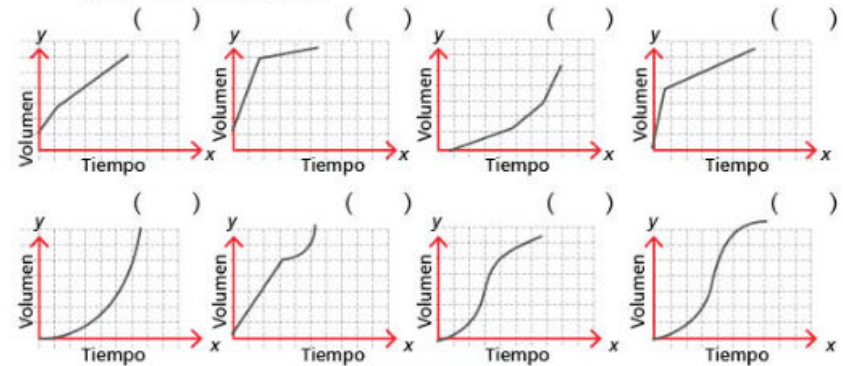 ( ) ( ) ( ) ( )
y y y y
Volumen Volumen Volumen Volumen
x x x x
Tiempo Tiempo Tiempo Tiempo
( ) ( ) ( ) ( )
y y y y
Volumen Volumen Volumen Volumen
x x x x
Tiempo Tiempo Tiempo Tiempo